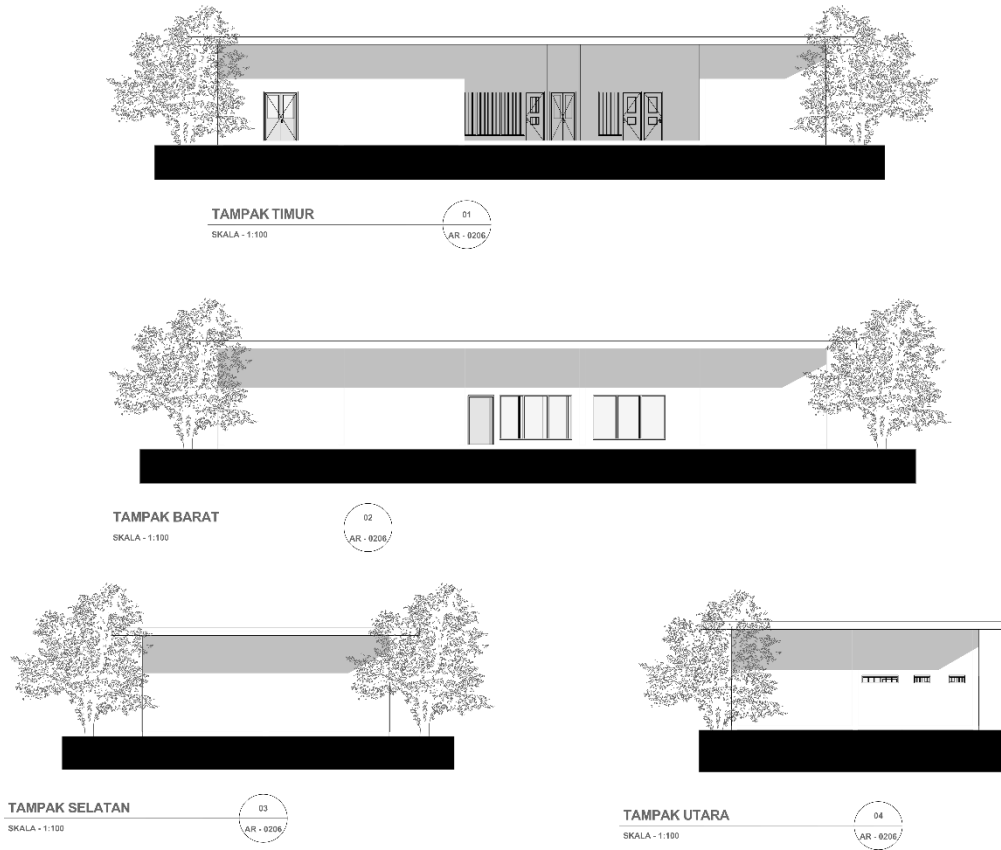 TAMPAK TIMUR
SKALA - 1:100
01
AR - 0206
TAMPAK BARAT
SKALA - 1:100
02
AR - 0206
TAMPAK SELATAN
SKALA - 1:100
03
AR - 0206
TAMPAK UTARA
SKALA - 1:100
04
AR - 0206